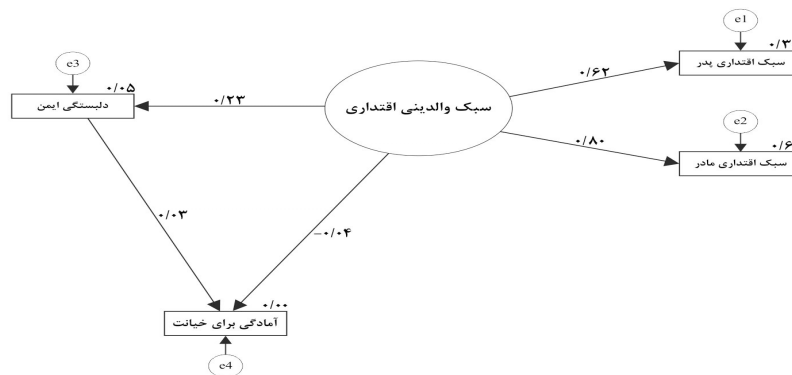 e1
۰/۳
سبک اقتداری پدر
۰/۶۲
e3
۰/۰۵
دلبستگی ایمن
۰/۲۳
سبک والدینی اقتداری
e2
۰/۸۰
۰/۶
سبک اقتداری مادر
۰/۰۳
−۰/۰۴
۰/۰۰
آمادگی برای خیانت
e4